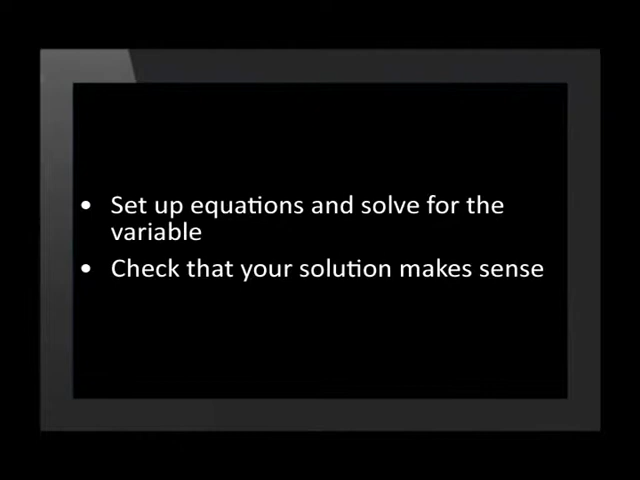 • Set up equations and solve for the
variable
• Check that your solution makes sense